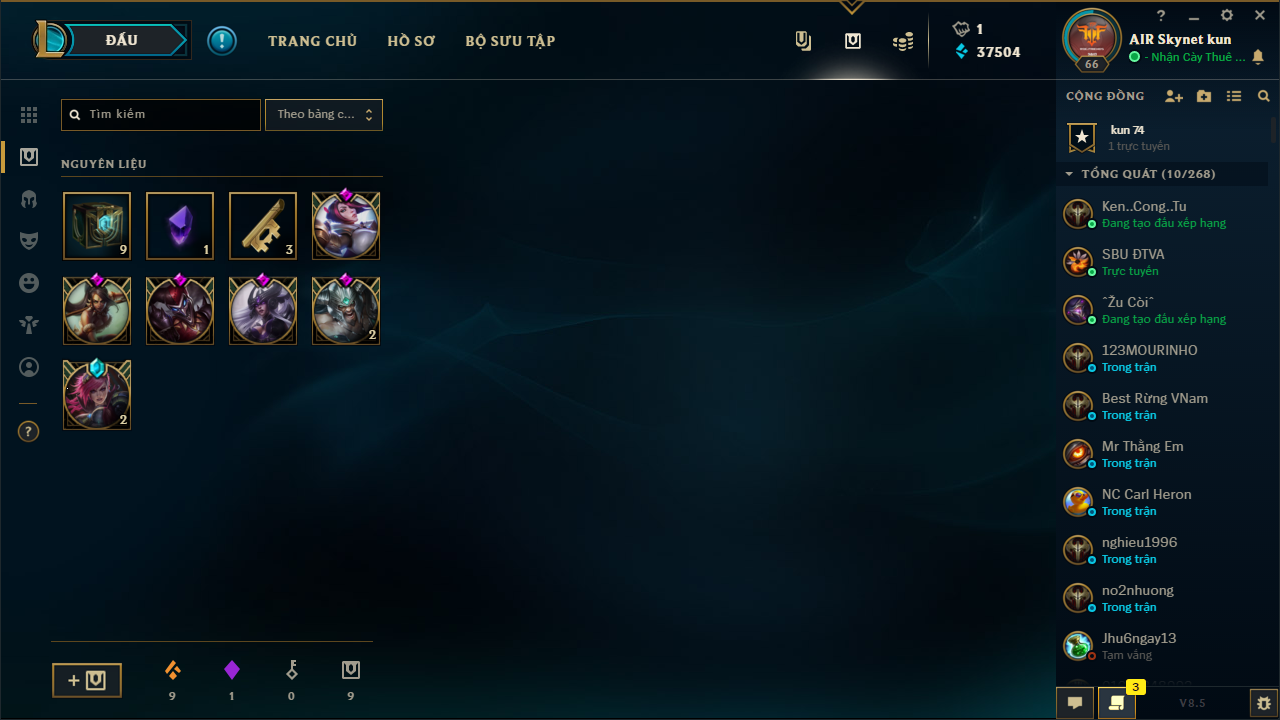 ĐẤU
TRANG CHỦ
HỒ SƠ
BỘ SƯU TẬP
1
37504
66
?
AIR Skynet kun
- Nhận Cày Thuê ...
Tìm kiếm
Theo bảng c...
NGUYÊN LIỆU
9
1
3
2
2
?
9
1
0
9
CỘNG ĐỒNG
kun 74
1 trực tuyến
TỔNG QUÁT (10/268)
Ken..Cong..Tu
Đang tạo đấu xếp hạng
SBU ĐTVA
Trực tuyến
ˆŽu Còiˆ
Đang tạo đấu xếp hạng
123MOURINHO
Trong trận
Best Rừng VNam
Trong trận
Mr Thằng Em
Trong trận
NC Carl Heron
Trong trận
nghieu1996
Trong trận
no2nhuong
Trong trận
Jhu6ngay13
Tạm vắng
3
V8.5